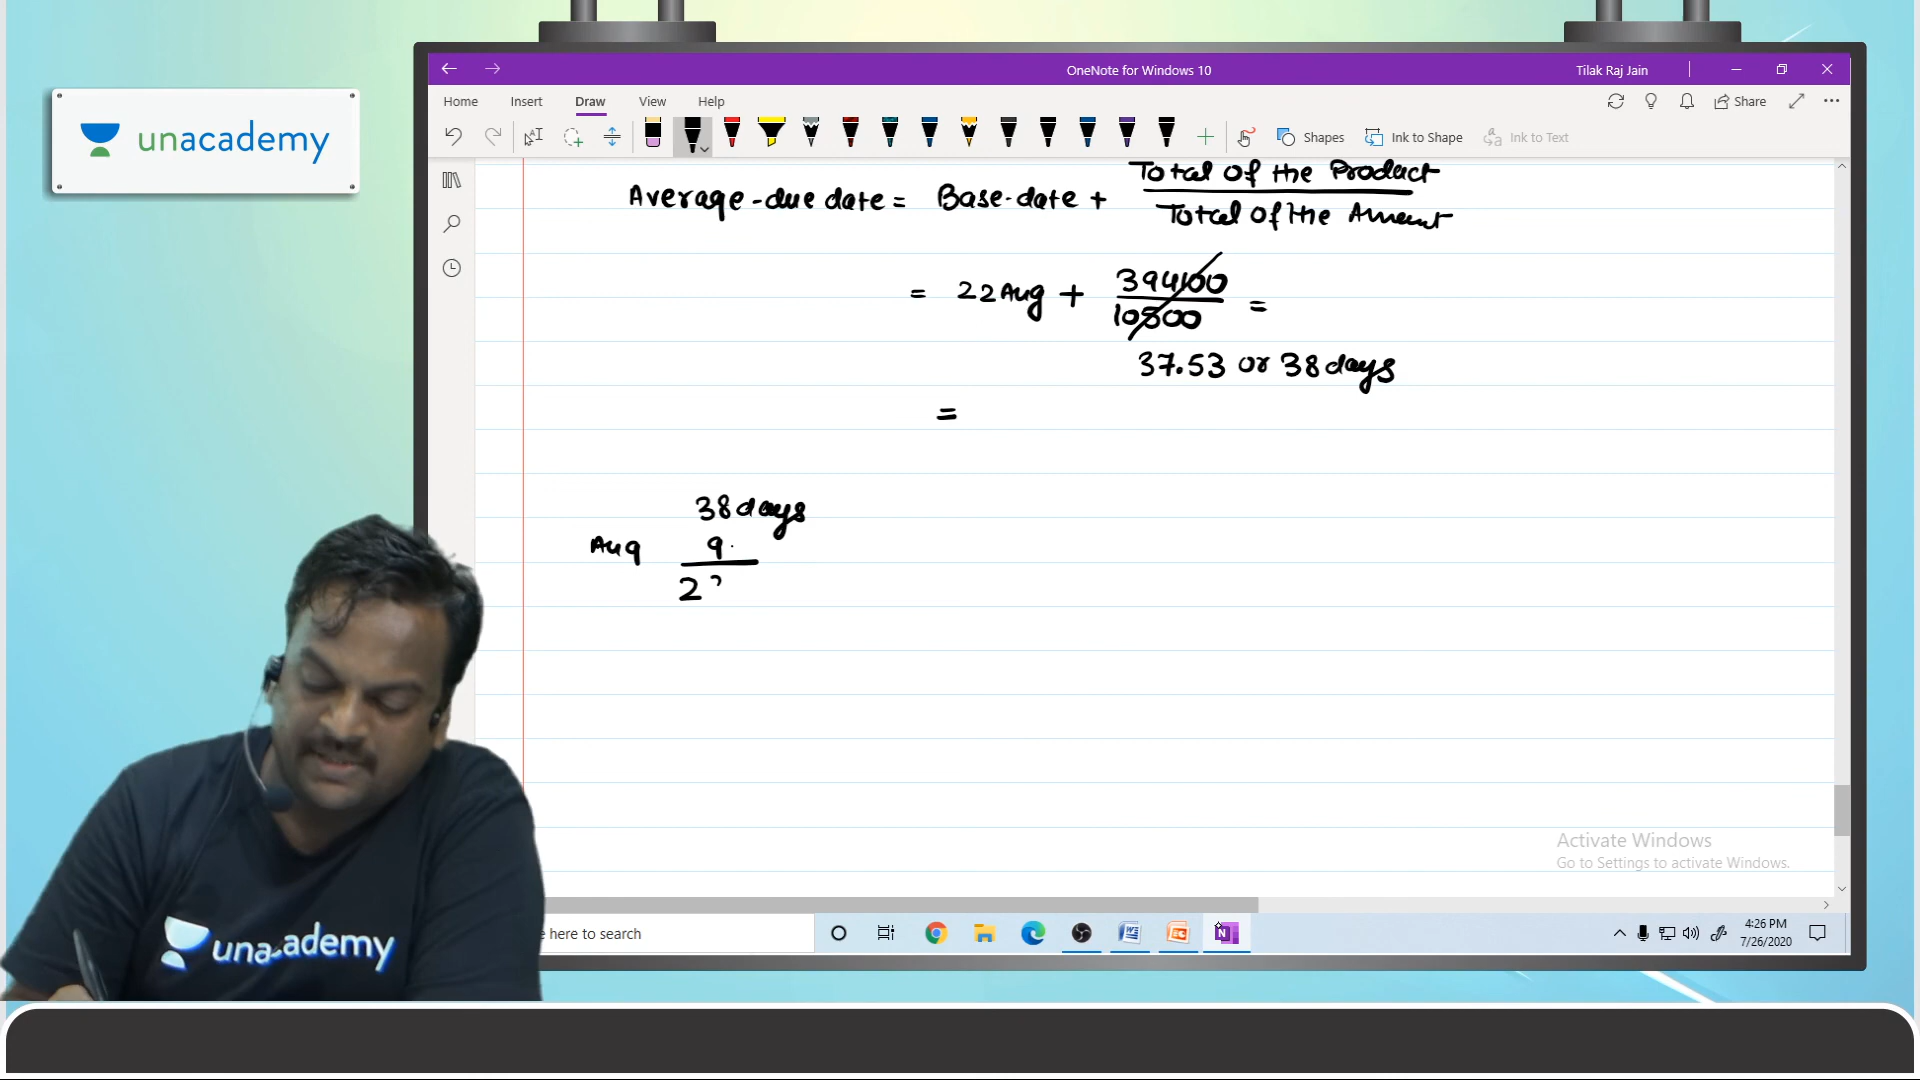 unacademy
OneNote for Windows 10
Tilak Raj Jain
Home Insert Draw View Help
Share
Shapes
Ink to Shape
Ink to Text
Average-due date = Base-date + Total Of the Product
Total Of the Amount
= 22 Aug + 394100
10500 =
37.53 or 38 days
=
38 days
Aug 9
2
Activate Windows
Go to Settings to activate Windows.
unacademy
e here to search
4:26 PM
7/26/2020